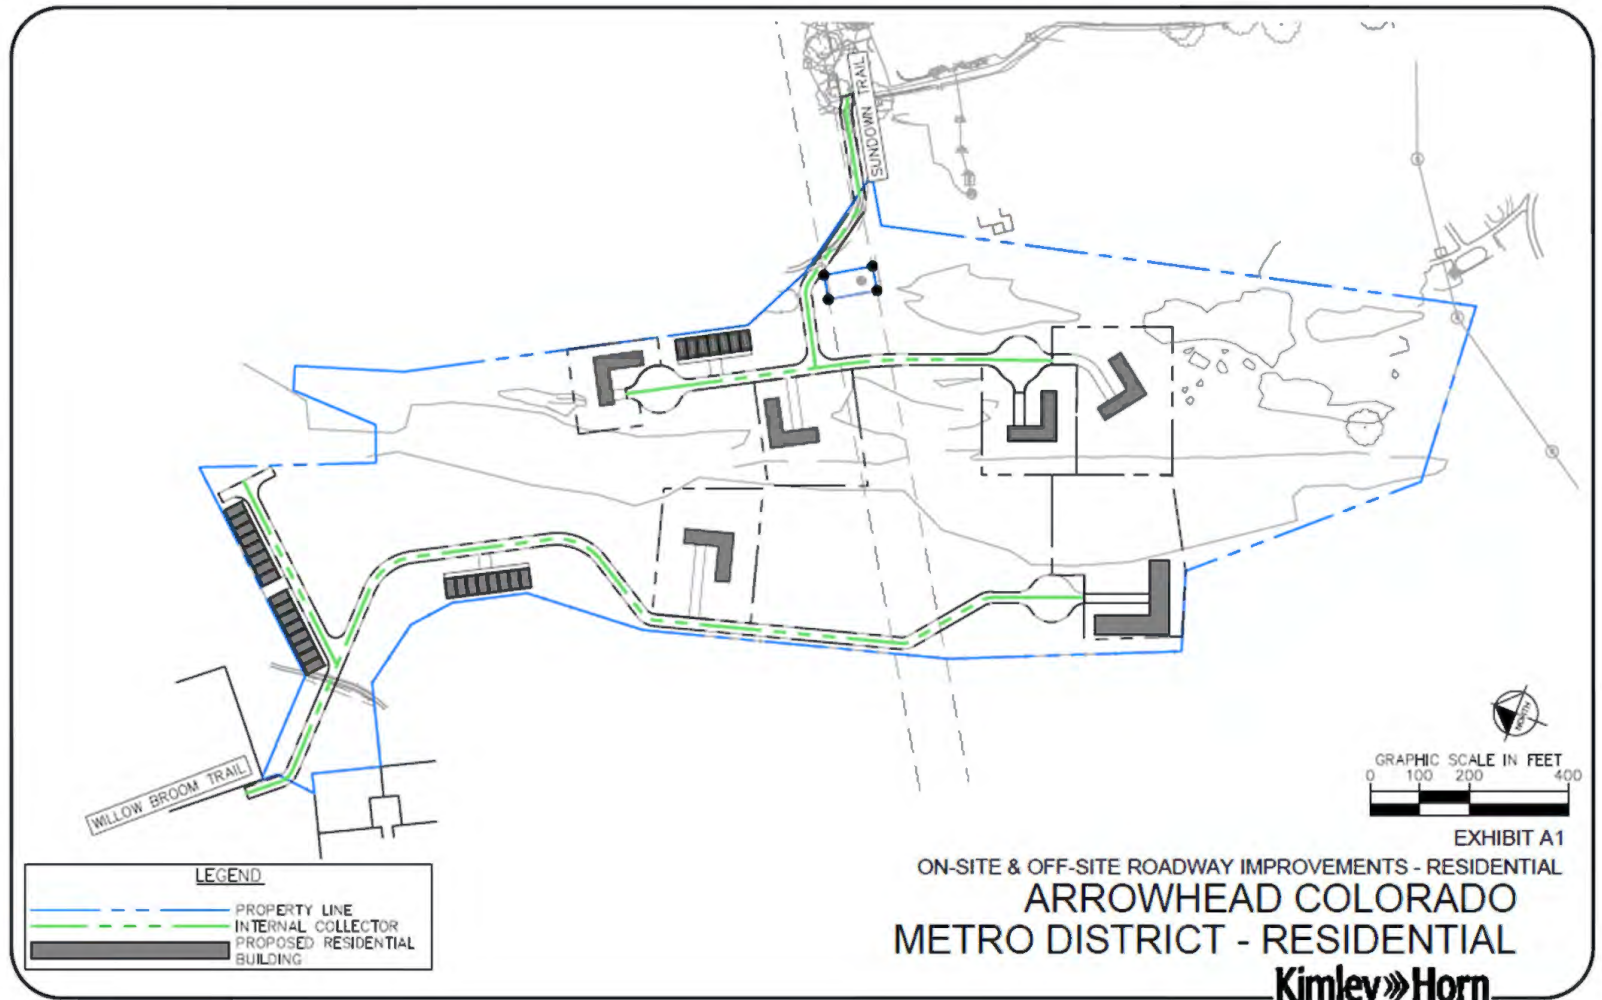 SUNDOWN TRAIL
WILLOW BROOM TRAIL
NORTH
GRAPHIC SCALE IN FEET
0 100 200 400
EXHIBIT A1
ON-SITE & OFF-SITE ROADWAY IMPROVEMENTS - RESIDENTIAL
ARROWHEAD COLORADO
METRO DISTRICT - RESIDENTIAL
Kimley»Horn
LEGEND
PROPERTY LINE
INTERNAL COLLECTOR
PROPOSED RESIDENTIAL
BUILDING